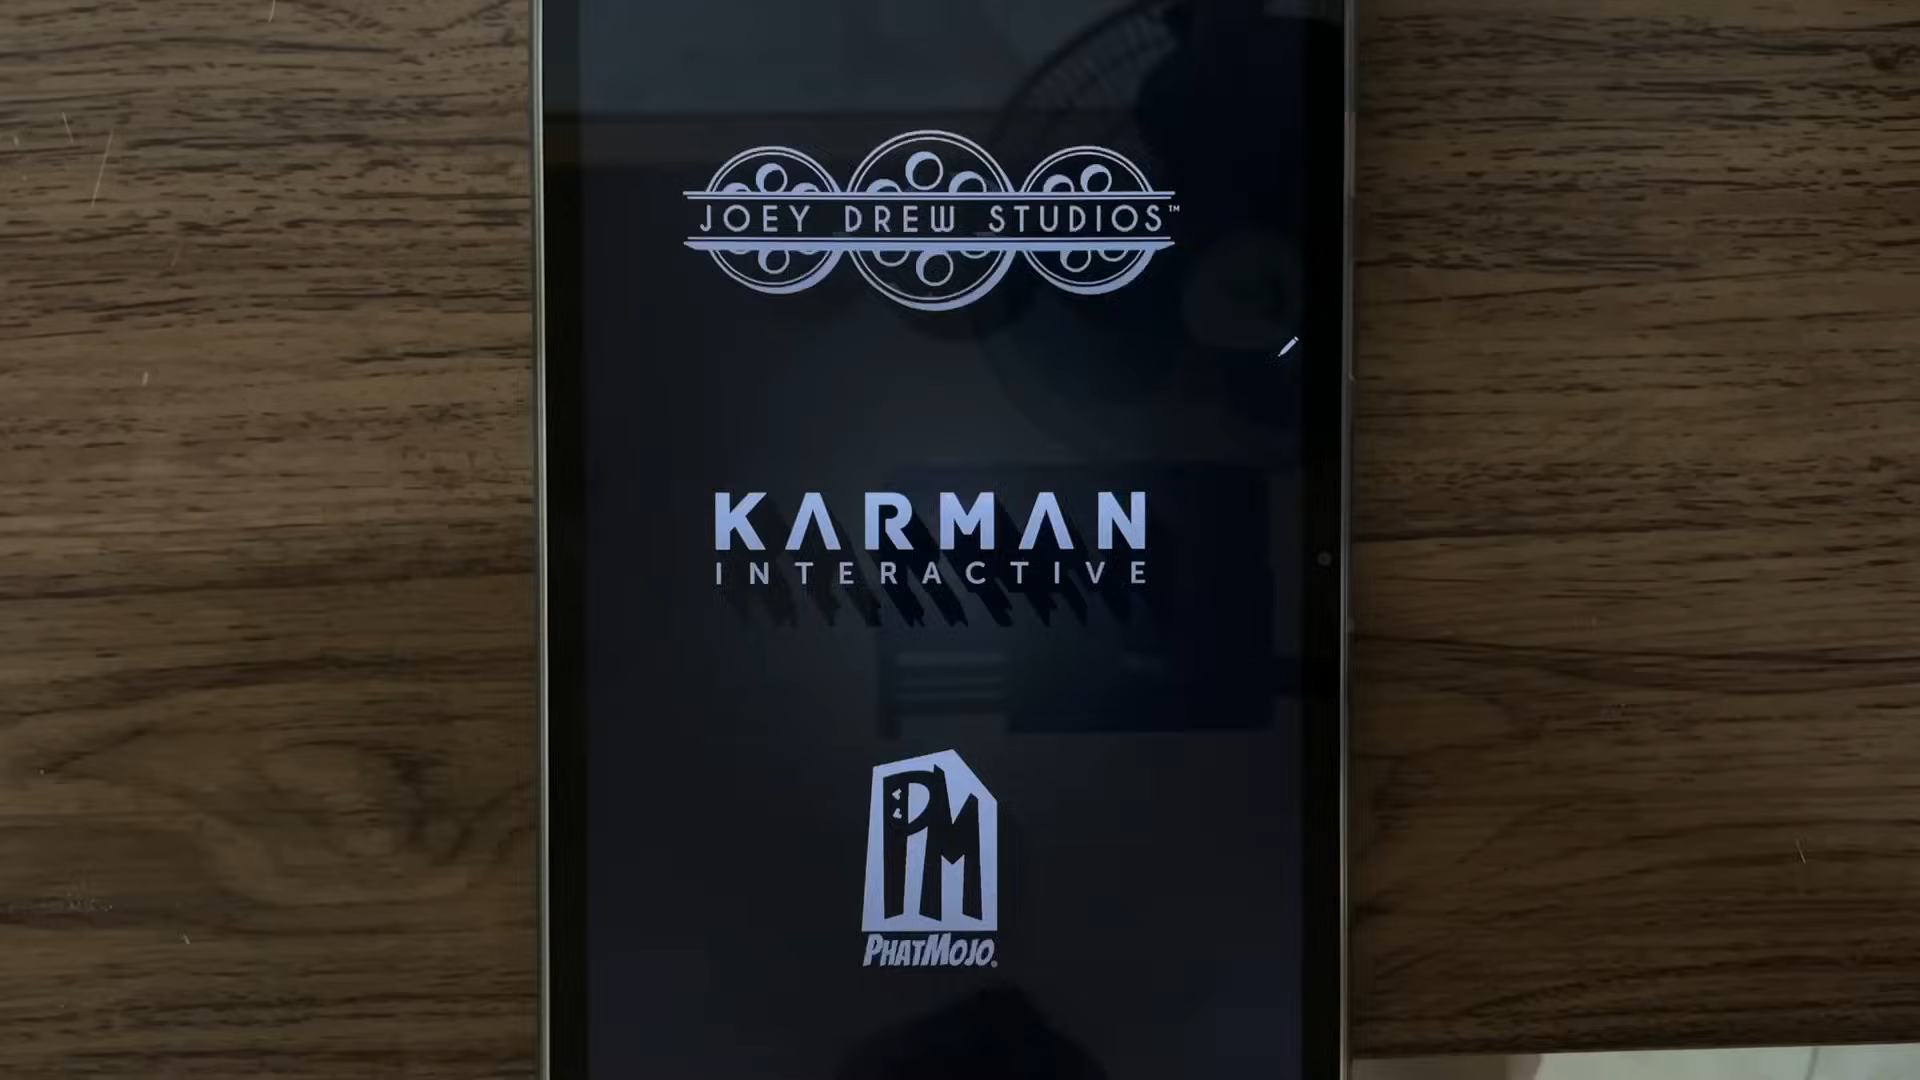 JOEY DREW STUDIOS™
KARMAN
INTERACTIVE
PM
PHATMOJO®